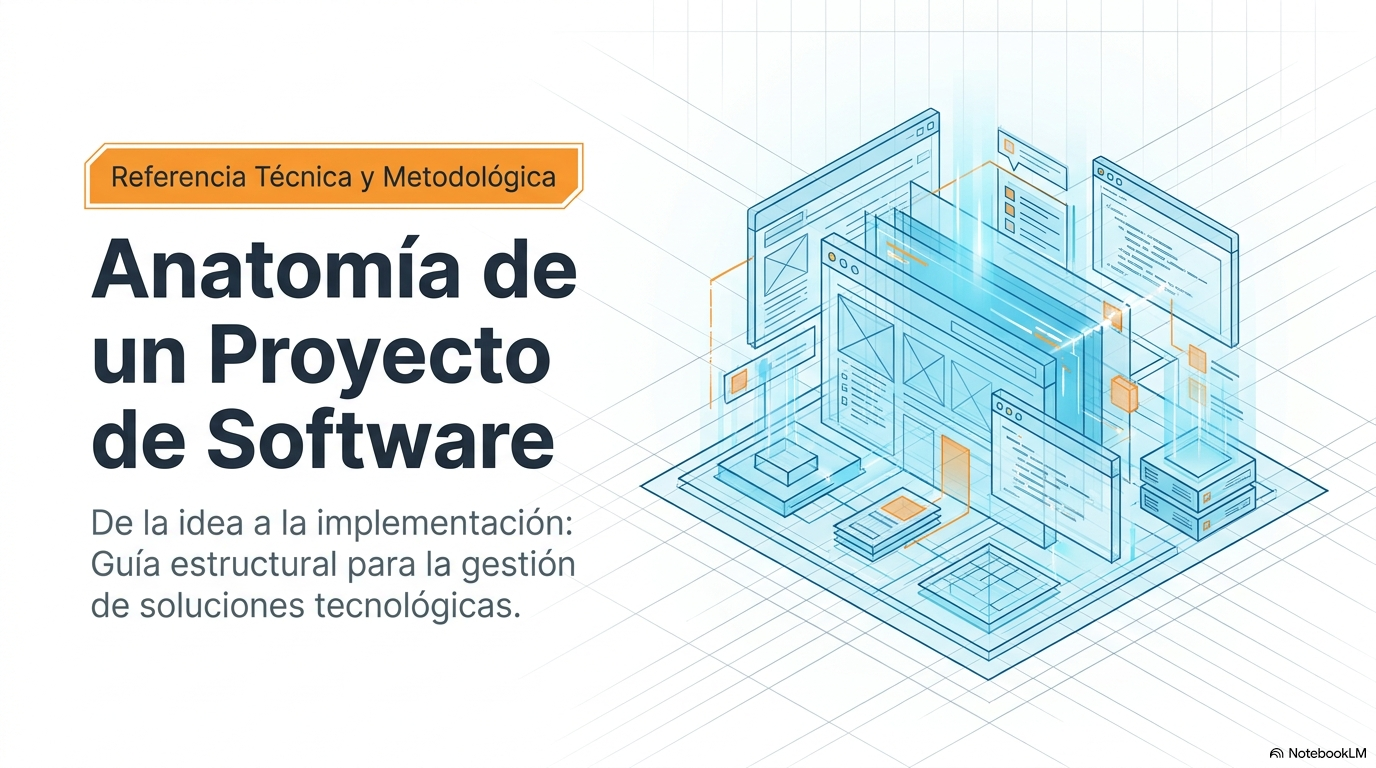 Referencia Técnica y Metodológica
Anatomía de
un Proyecto
de Software
De la idea a la implementación:
Guía estructural para la gestión
de soluciones tecnológicas.
NotebookLM